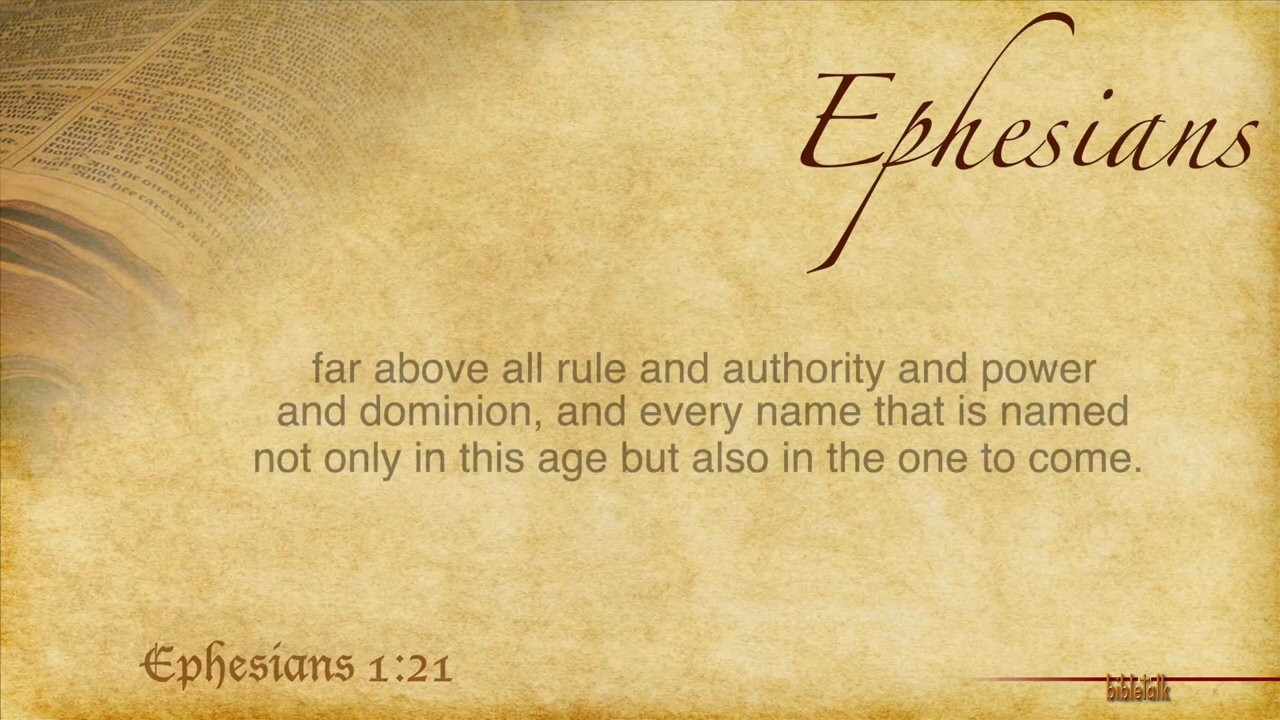 Ephesians
far above all rule and authority and power
and dominion, and every name that is named
not only in this age but also in the one to come.
Ephesians 1:21
bibletalk